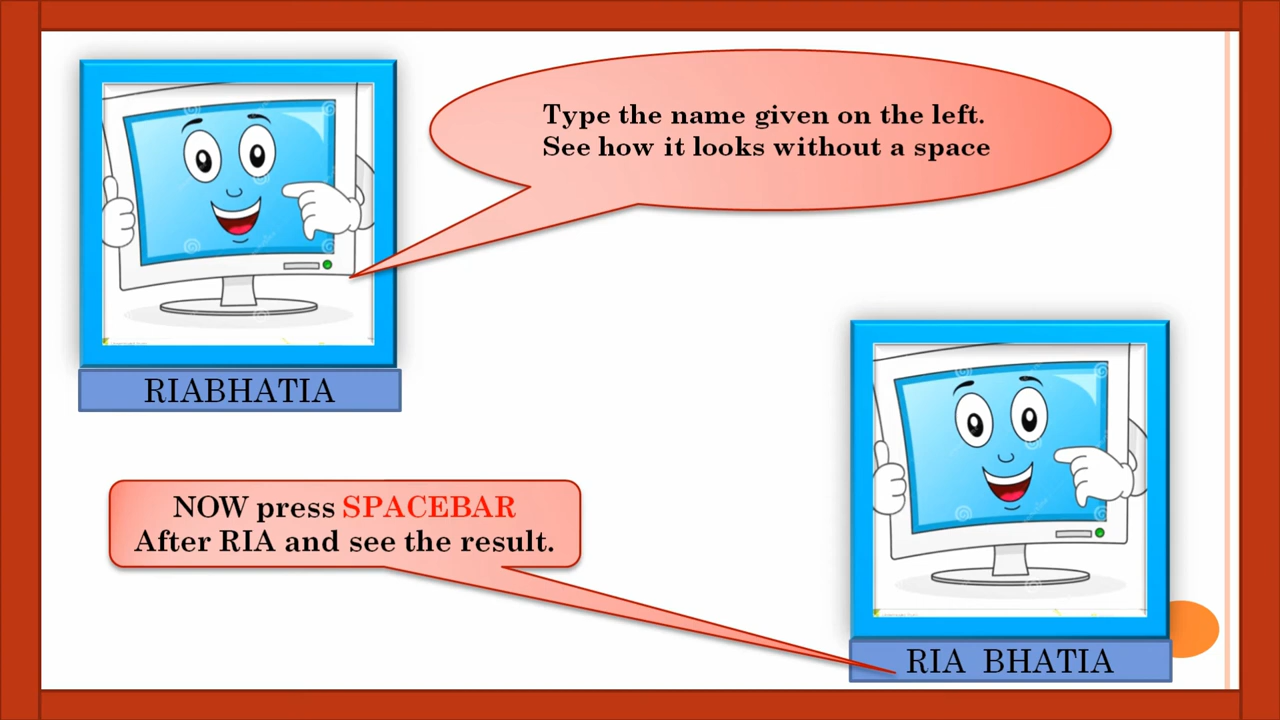 Type the name given on the left.
See how it looks without a space
RIABHATIA
NOW press SPACEBAR
After RIA and see the result.
RIA BHATIA